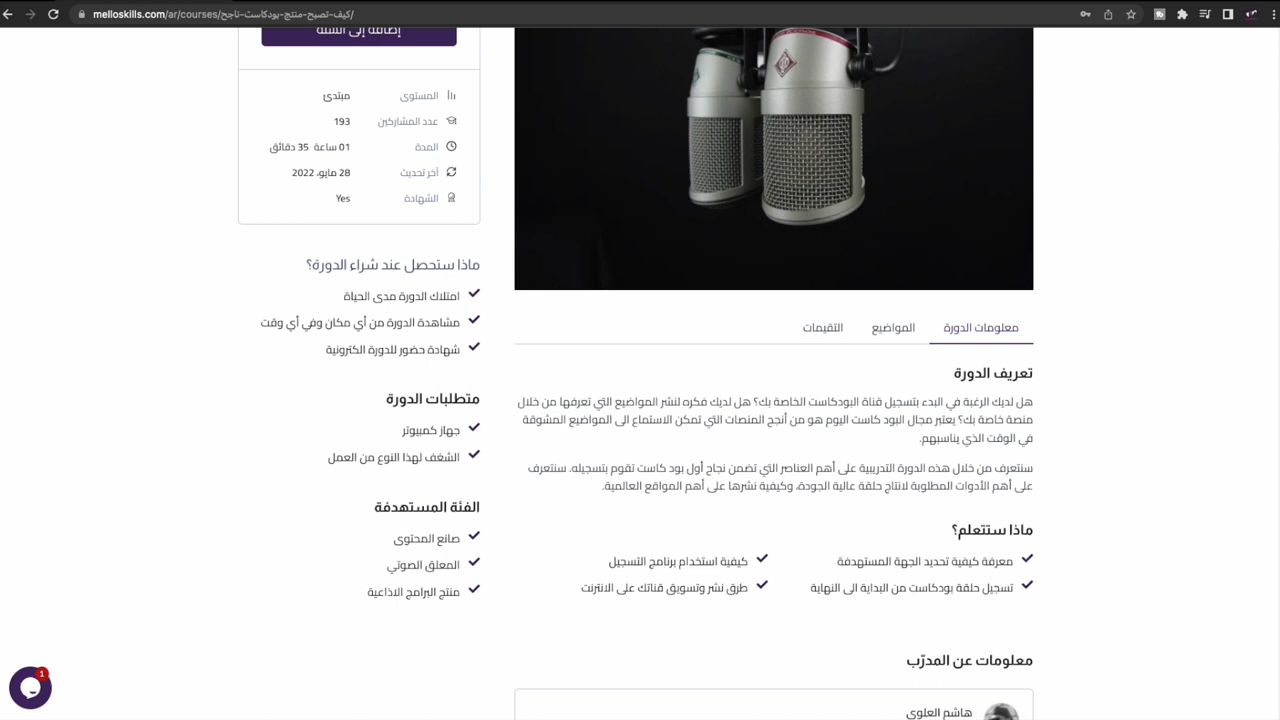 melloskills.com/ar/courses/كيف-تصبح-منتج-بودكاست-ناجح/
إضافة إلى السلة
المستوى مبتدئ
عدد المشاركين 193
المدة 01 ساعة 35 دقائق
آخر تحديث 28 مايو، 2022
الشهادة Yes
ماذا ستحصل عند شراء الدورة؟
امتلاك الدورة مدى الحياة
مشاهدة الدورة من أي مكان وفي أي وقت
شهادة حضور للدورة الكترونية
متطلبات الدورة
جهاز كمبيوتر
الشغف لهذا النوع من العمل
الفئة المستهدفة
صانع المحتوى
المعلق الصوتي
منتج البرامج الاذاعية
معلومات الدورة المواضيع التقيمات
تعريف الدورة
هل لديك الرغبة في البدء بتسجيل قناة البودكاست الخاصة بك؟ هل لديك فكره لنشر المواضيع التي تعرفها من خلال
منصة خاصة بك؟ يعتبر مجال البود كاست اليوم هو من أنجح المنصات التي تمكن الاستماع الى المواضيع المشوقة
في الوقت الذي يناسبهم.
سنتعرف من خلال هذه الدورة التدريبية على أهم العناصر التي تضمن نجاح أول بود كاست تقوم بتسجيله. سنتعرف
على أهم الأدوات المطلوبة لانتاج حلقة عالية الجودة، وكيفية نشرها على أهم المواقع العالمية.
ماذا ستتعلم؟
معرفة كيفية تحديد الجهة المستهدفة كيفية استخدام برنامج التسجيل
تسجيل حلقة بودكاست من البداية الى النهاية طرق نشر وتسويق قناتك على الانترنت
معلومات عن المدرّب
هاشم العلوي
1